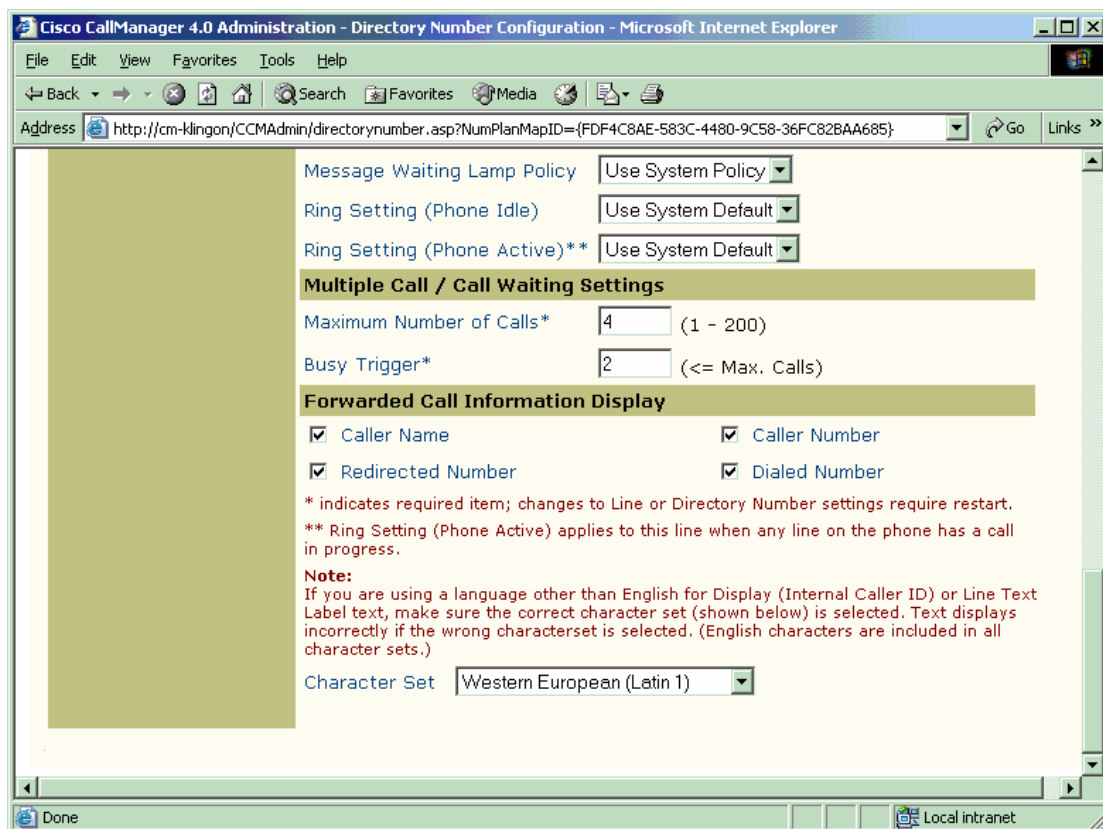 Cisco CallManager 4.0 Administration - Directory Number Configuration - Microsoft Internet Explorer
File Edit View Favorites Tools Help
Back Search Favorites Media
Address http://cm-klingon/CCMAdmin/directorynumber.asp?NumPlanMapID={FDF4C8AE-583C-4480-9C58-36FC82BAA685} Go Links »
Message Waiting Lamp Policy Use System Policy
Ring Setting (Phone Idle) Use System Default
Ring Setting (Phone Active)** Use System Default
Multiple Call / Call Waiting Settings
Maximum Number of Calls* 4 (1 - 200)
Busy Trigger* 2 (<= Max. Calls)
Forwarded Call Information Display
Caller Name Caller Number
Redirected Number Dialed Number
* indicates required item; changes to Line or Directory Number settings require restart.
** Ring Setting (Phone Active) applies to this line when any line on the phone has a call
in progress.
Note:
If you are using a language other than English for Display (Internal Caller ID) or Line Text
Label text, make sure the correct character set (shown below) is selected. Text displays
incorrectly if the wrong characterset is selected. (English characters are included in all
character sets.)
Character Set Western European (Latin 1)
Done Local intranet